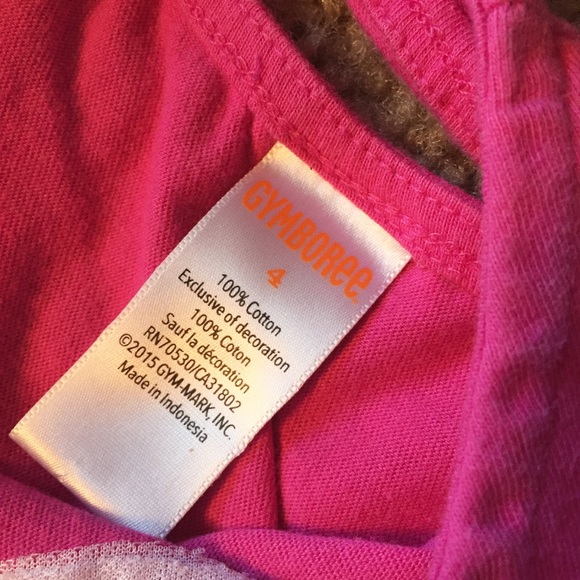 GYMBOREE
4
100% Cotton
Exclusive of decoration
100% Coton
Sauf la décoration
RN70530/CA31802
©2015 GYM-MARK, INC.
Made in Indonesia